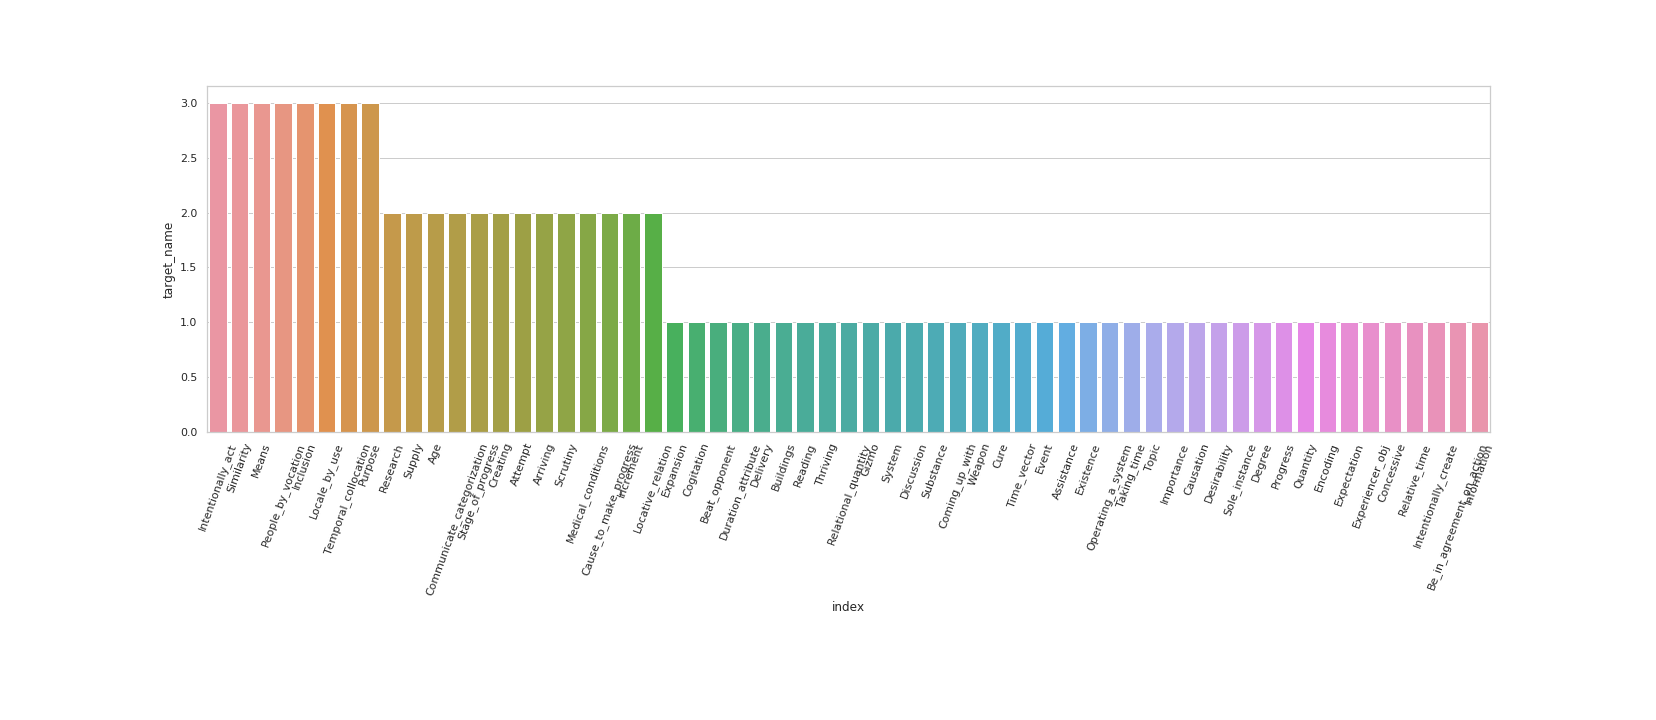 3.0
2.5
2.0
1.5
1.0
0.5
0.0
target_name
Intentionally_act
Similarity
Means
People_by_vocation
Inclusion
Locale_by_use
Temporal_collocation
Purpose
Research
Supply
Age
Communicate_categorization
Stage_of_progress
Creating
Attempt
Arriving
Scrutiny
Medical_conditions
Cause_to_make_progress
Increment
Locative_relation
Expansion
Cogitation
Beat_opponent
Duration_attribute
Delivery
Buildings
Reading
Thriving
Relational_quantity
Gizmo
System
Discussion
Substance
Coming_up_with
Weapon
Cure
Time_vector
Event
Assistance
Existence
Operating_a_system
Taking_time
Topic
Importance
Causation
Desirability
Sole_instance
Degree
Progress
Quantity
Encoding
Expectation
Experiencer_obj
Concessive
Relative_time
Intentionally_create
Be_in_agreement_on_action
Information
index